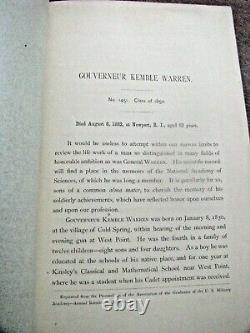 GOUVERNEUR KEMBLE WARREN.
No. 1451. Class of 1850.
Died August 8, 1882, at Newport, R. I., aged 52 years.
It would be useless to attempt within our narrow limits to
review the life work of a man so distinguished in many fields of
honorable ambition as was General Warren. His scientific record
will find a place in the memoirs of the National Academy of
Sciences, of which he was long a member. It is peculiarly for us,
sons of a common alma mater, to cherish the memory of his
soldierly achievements, which have reflected honor upon us and
upon our profession.
GOUVERNEUR KEMBLE WARREN was born on January 8, 1830,
at the village of Cold Spring, within hearing of the morning and
evening gun at West Point. He was the fourth in a family of
twelve children—eight sons and four daughters. As a boy he was
educated at the schools of his native place, and for one year at
Kinsley's Classical and Mathematical School near West Point,
where he was a student when his Cadet appointment was received
Reprinted from the Proceedings of the Association of the Graduates of the U. S. Military
Academy—Annual